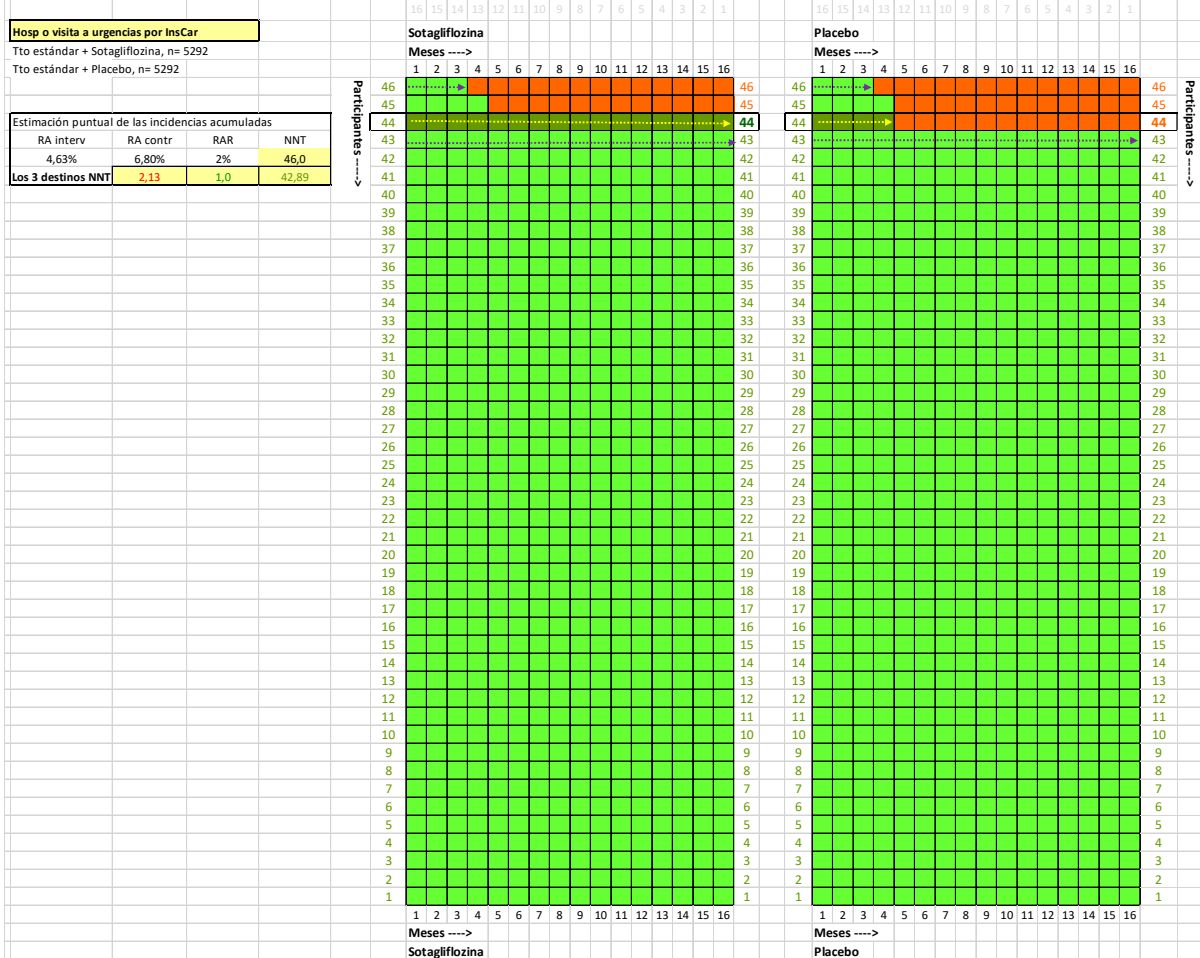 16 15 14 13 12 11 10 9 8 7 6 5 4 3 2 1 16 15 14 13 12 11 10 9 8 7 6 5 4 3 2 1
Hosp o visita a urgencias por InsCar Sotagliflozina Placebo
Tto estándar + Sotagliflozina, n= 5292 Meses ----> Meses ---->
Tto estándar + Placebo, n= 5292 1 2 3 4 5 6 7 8 9 10 11 12 13 14 15 16 1 2 3 4 5 6 7 8 9 10 11 12 13 14 15 16
Participantes -----> 46 46 46 46 Participantes ----->
45 45 45 45
Estimación puntual de las incidencias acumuladas 44 44 44 44
RA interv RA contr RAR NNT 43 43 43 43
4,63% 6,80% 2% 46,0 42 42 42 42
Los 3 destinos NNT 2,13 1,0 42,89 41 41 41 41
40 40 40 40
39 39 39 39
38 38 38 38
37 37 37 37
36 36 36 36
35 35 35 35
34 34 34 34
33 33 33 33
32 32 32 32
31 31 31 31
30 30 30 30
29 29 29 29
28 28 28 28
27 27 27 27
26 26 26 26
25 25 25 25
24 24 24 24
23 23 23 23
22 22 22 22
21 21 21 21
20 20 20 20
19 19 19 19
18 18 18 18
17 17 17 17
16 16 16 16
15 15 15 15
14 14 14 14
13 13 13 13
12 12 12 12
11 11 11 11
10 10 10 10
9 9 9 9
8 8 8 8
7 7 7 7
6 6 6 6
5 5 5 5
4 4 4 4
3 3 3 3
2 2 2 2
1 1 1 1
1 2 3 4 5 6 7 8 9 10 11 12 13 14 15 16 1 2 3 4 5 6 7 8 9 10 11 12 13 14 15 16
Meses ----> Meses ---->
Sotagliflozina Placebo